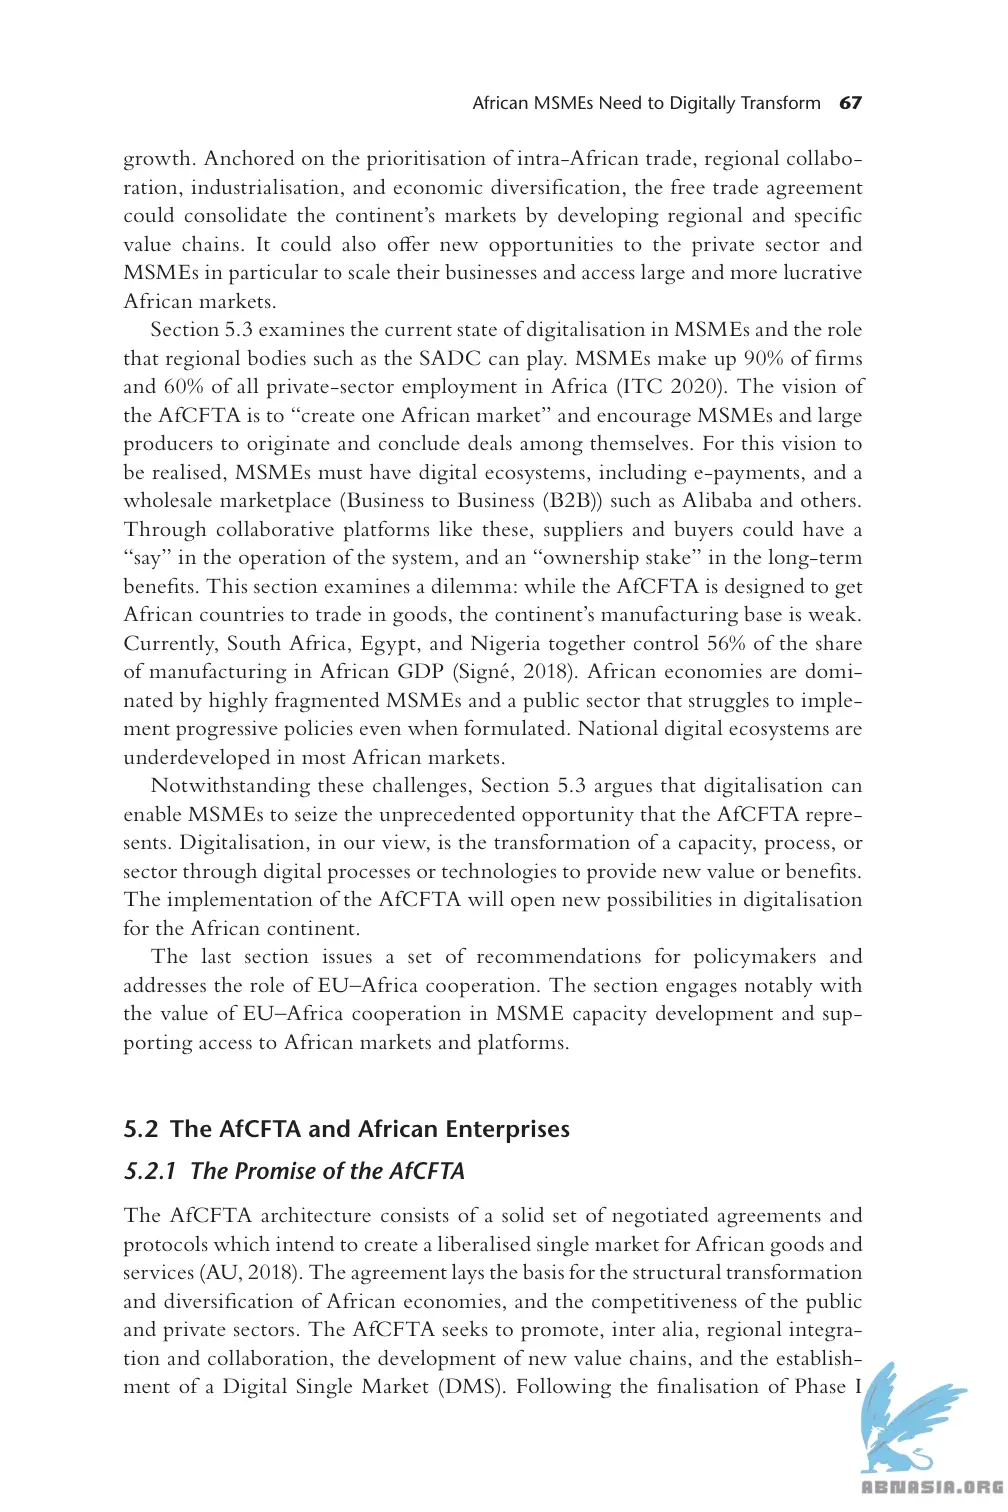 African MSMEs Need to Digitally Transform 67
growth. Anchored on the prioritisation of intra-African trade, regional collabo-
ration, industrialisation, and economic diversification, the free trade agreement
could consolidate the continent's markets by developing regional and specific
value chains. It could also offer new opportunities to the private sector and
MSMEs in particular to scale their businesses and access large and more lucrative
African markets.
Section 5.3 examines the current state of digitalisation in MSMEs and the role
that regional bodies such as the SADC can play. MSMEs make up 90% of firms
and 60% of all private-sector employment in Africa (ITC 2020). The vision of
the AfCFTA is to “create one African market” and encourage MSMEs and large
producers to originate and conclude deals among themselves. For this vision to
be realised, MSMEs must have digital ecosystems, including e-payments, and a
wholesale marketplace (Business to Business (B2B)) such as Alibaba and others.
Through collaborative platforms like these, suppliers and buyers could have a
“say” in the operation of the system, and an “ownership stake” in the long-term
benefits. This section examines a dilemma: while the AfCFTA is designed to get
African countries to trade in goods, the continent's manufacturing base is weak.
Currently, South Africa, Egypt, and Nigeria together control 56% of the share
of manufacturing in African GDP (Signé, 2018). African economies are domi-
nated by highly fragmented MSMEs and a public sector that struggles to imple-
ment progressive policies even when formulated. National digital ecosystems are
underdeveloped in most African markets.
Notwithstanding these challenges, Section 5.3 argues that digitalisation can
enable MSMEs to seize the unprecedented opportunity that the AfCFTA repre-
sents. Digitalisation, in our view, is the transformation of a capacity, process, or
sector through digital processes or technologies to provide new value or benefits.
The implementation of the AfCFTA will open new possibilities in digitalisation
for the African continent.
The last section issues a set of recommendations for policymakers and
addresses the role of EU–Africa cooperation. The section engages notably with
the value of EU–Africa cooperation in MSME capacity development and sup-
porting access to African markets and platforms.
5.2 The AfCFTA and African Enterprises
5.2.1 The Promise of the AfCFTA
The AfCFTA architecture consists of a solid set of negotiated agreements and
protocols which intend to create a liberalised single market for African goods and
services (AU, 2018). The agreement lays the basis for the structural transformation
and diversification of African economies, and the competitiveness of the public
and private sectors. The AfCFTA seeks to promote, inter alia, regional integra-
tion and collaboration, the development of new value chains, and the establish-
ment of a Digital Single Market (DMS). Following the finalisation of Phase I
ABNASIA.ORG